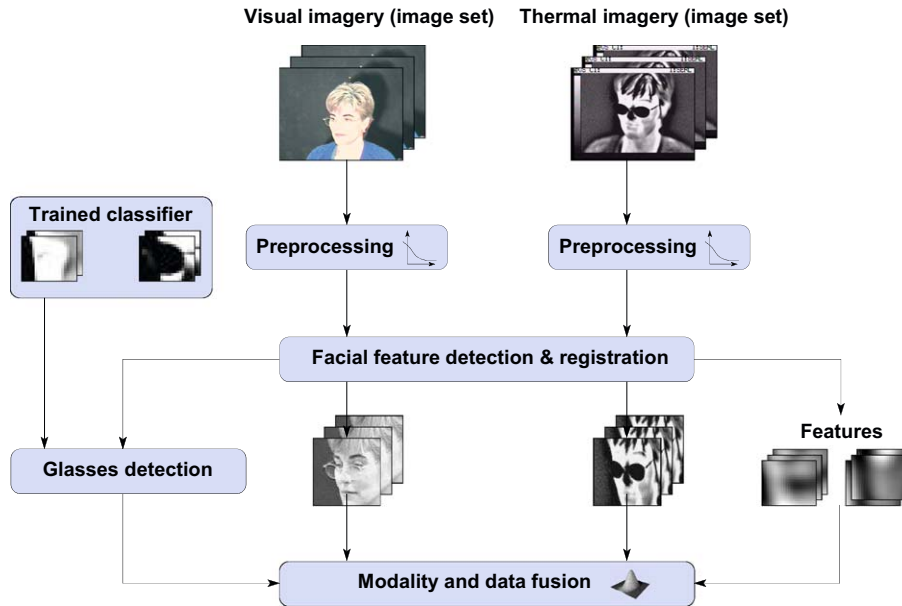 Visual imagery (image set)
Thermal imagery (image set)
Trained classifier
Preprocessing
Preprocessing
Facial feature detection & registration
Features
Glasses detection
Modality and data fusion